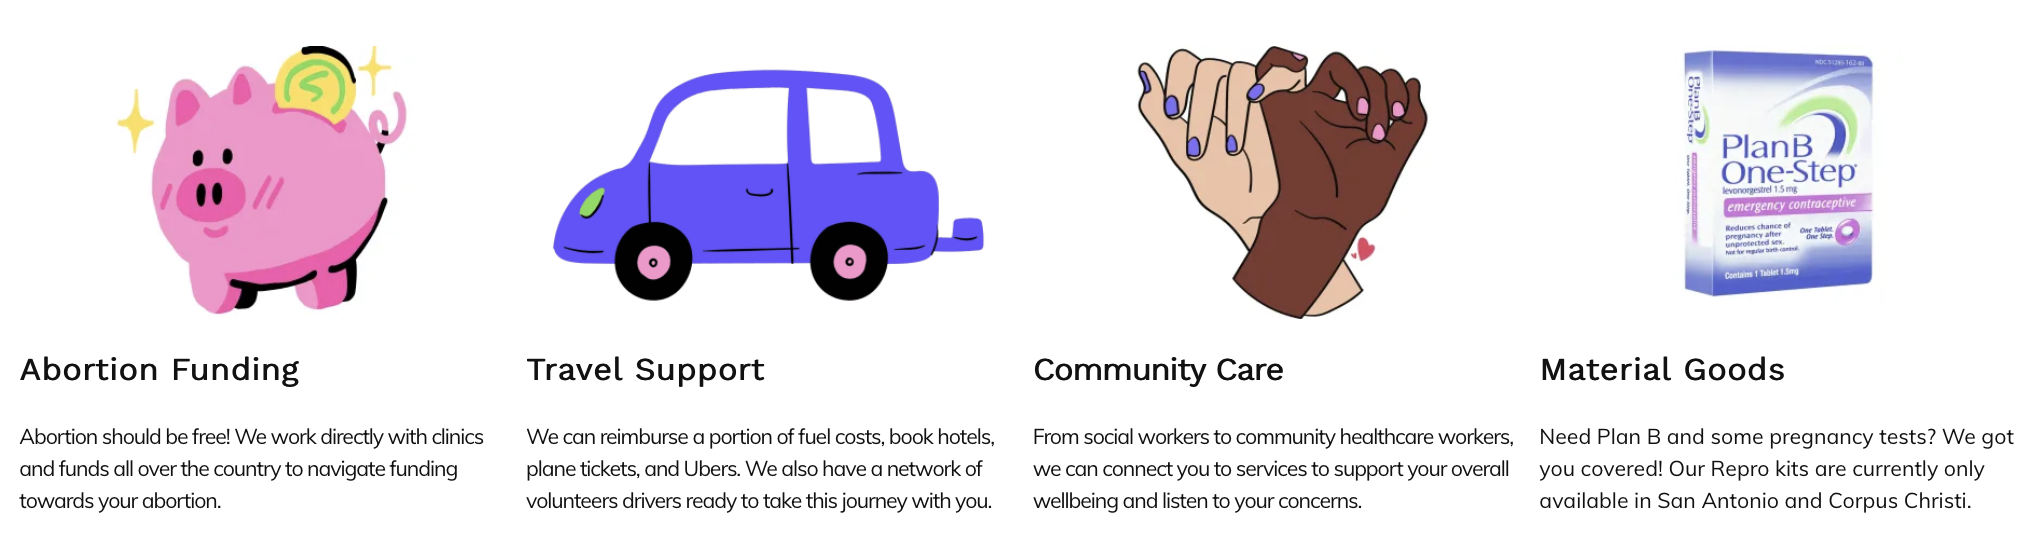 Abortion Funding
Abortion should be free! We work directly with clinics
and funds all over the country to navigate funding
towards your abortion.
Travel Support
We can reimburse a portion of fuel costs, book hotels,
plane tickets, and Ubers. We also have a network of
volunteers drivers ready to take this journey with you.
Plan B
One-Step
Plan B
One-Step
levonorgestrel 1.5 mg
emergency contraceptive
Reduces chance of
pregnancy after
unprotected sex.
Not for regular birth control.
One Tablet.
One Step.
Contains 1 Tablet 1.5mg
Community Care
From social workers to community healthcare workers,
we can connect you to services to support your overall
wellbeing and listen to your concerns.
Material Goods
Need Plan B and some pregnancy tests? We got
you covered! Our Repro kits are currently only
available in San Antonio and Corpus Christi.